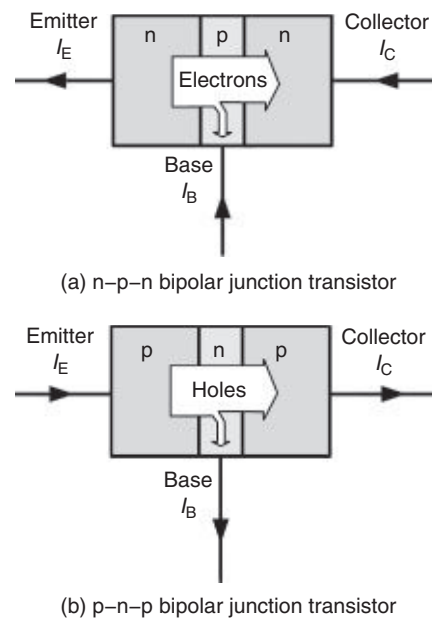 Emitter n p n Collector
I_E I_C
Electrons
Base
I_B
(a) n–p–n bipolar junction transistor
Emitter p n p Collector
I_E I_C
Holes
Base
I_B
(b) p–n–p bipolar junction transistor